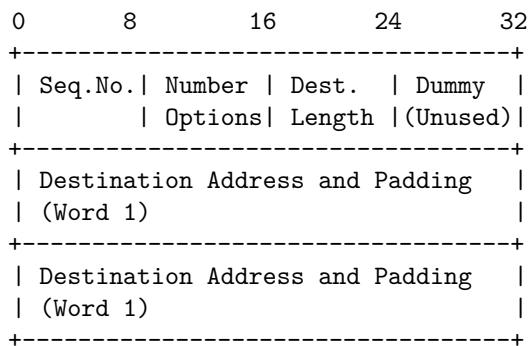 0 8 16 24 32
+-----------------------------------+
| Seq.No.| Number | Dest. | Dummy |
| | Options| Length |(Unused)|
+-----------------------------------+
| Destination Address and Padding |
| (Word 1) |
+-----------------------------------+
| Destination Address and Padding |
| (Word 1) |
+-----------------------------------+